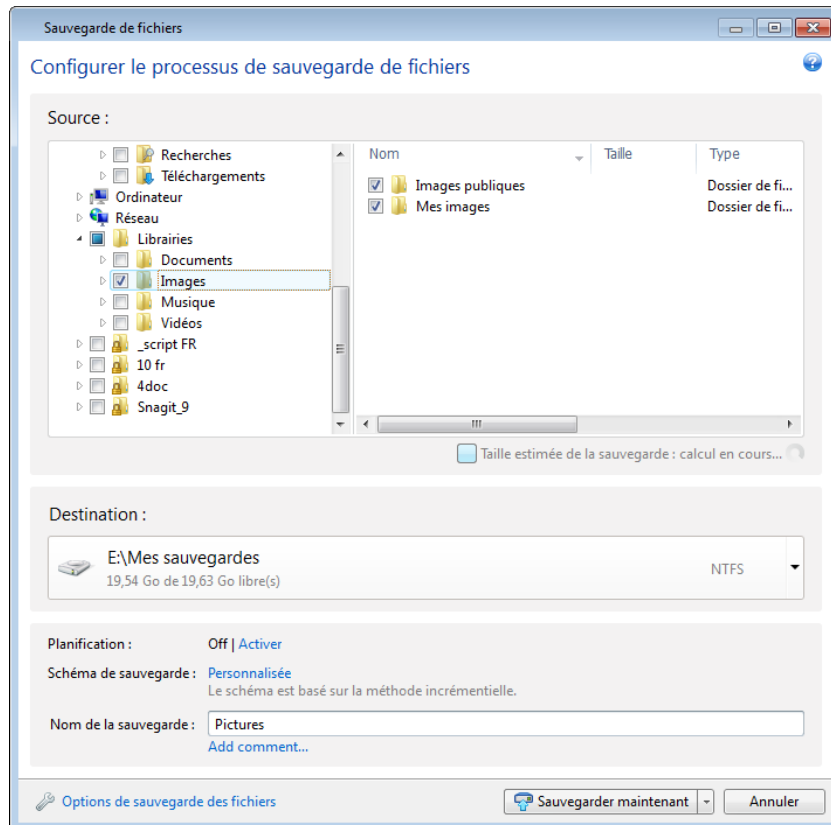 Sauvegarde de fichiers
Configurer le processus de sauvegarde de fichiers
Source :
Recherches
Téléchargements
Ordinateur
Réseau
Librairies
Documents
Images
Musique
Vidéos
_script FR
10 fr
4doc
Snagit_9
Nom Taille Type
Images publiques Dossier de fi...
Mes images Dossier de fi...
Taille estimée de la sauvegarde : calcul en cours...
Destination :
E:\Mes sauvegardes
19,54 Go de 19,63 Go libre(s)
NTFS
Planification : Off | Activer
Schéma de sauvegarde : Personnalisée
Le schéma est basé sur la méthode incrémentielle.
Nom de la sauvegarde : Pictures
Add comment...
Options de sauvegarde des fichiers Sauvegarder maintenant Annuler